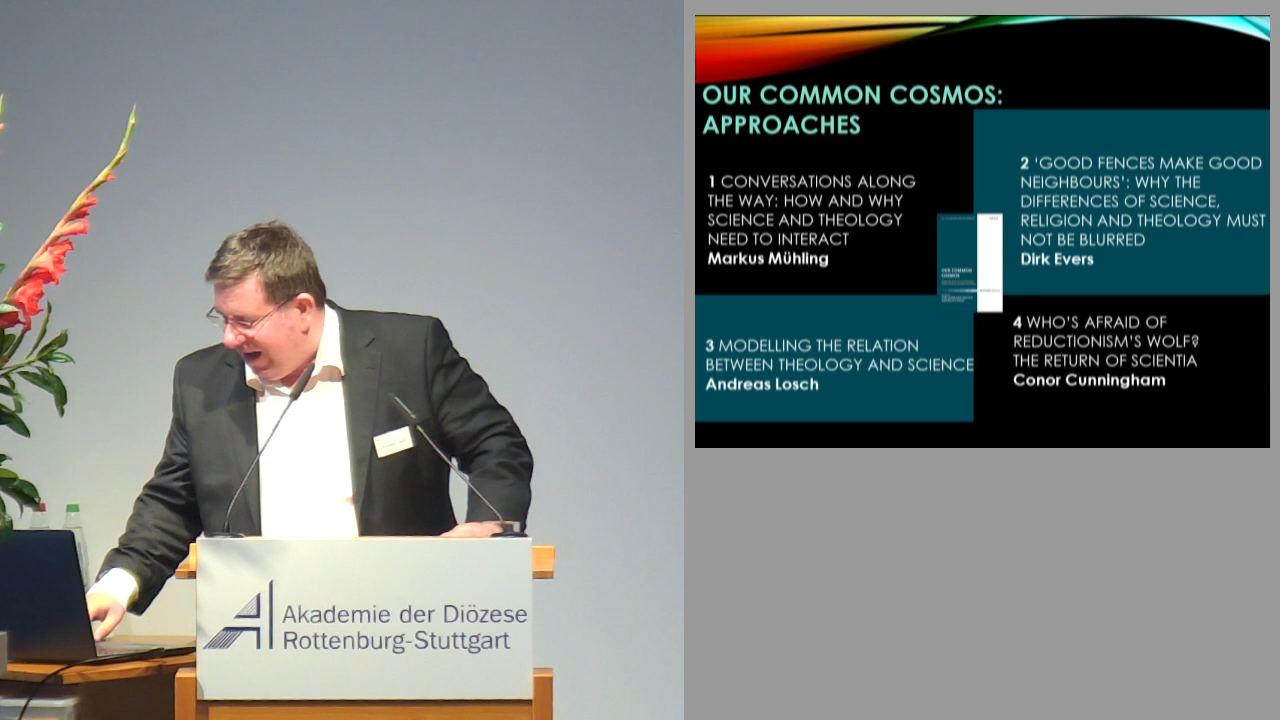 OUR COMMON COSMOS:
APPROACHES
1 CONVERSATIONS ALONG
THE WAY: HOW AND WHY
SCIENCE AND THEOLOGY
NEED TO INTERACT
Markus Mühling
2 ‘GOOD FENCES MAKE GOOD
NEIGHBOURS’: WHY THE
DIFFERENCES OF SCIENCE,
RELIGION AND THEOLOGY MUST
NOT BE BLURRED
Dirk Evers
3 MODELLING THE RELATION
BETWEEN THEOLOGY AND SCIENCE
Andreas Losch
4 WHO’S AFRAID OF
REDUCTIONISM’S WOLF?
THE RETURN OF SCIENTIA
Conor Cunningham
OUR COMMON
COSMOS
Akademie der Diözese
Rottenburg-Stuttgart